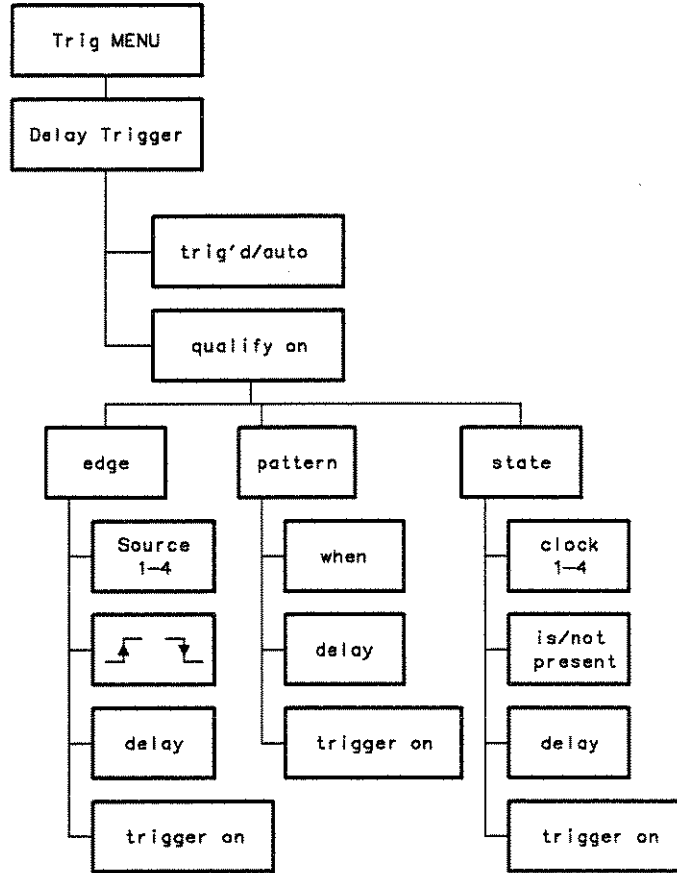 Trig MENU
Delay Trigger
trig'd/auto
qualify on
edge
pattern
state
Source
1-4
when
clock
1-4
delay
is/not
present
delay
trigger on
delay
trigger on
trigger on